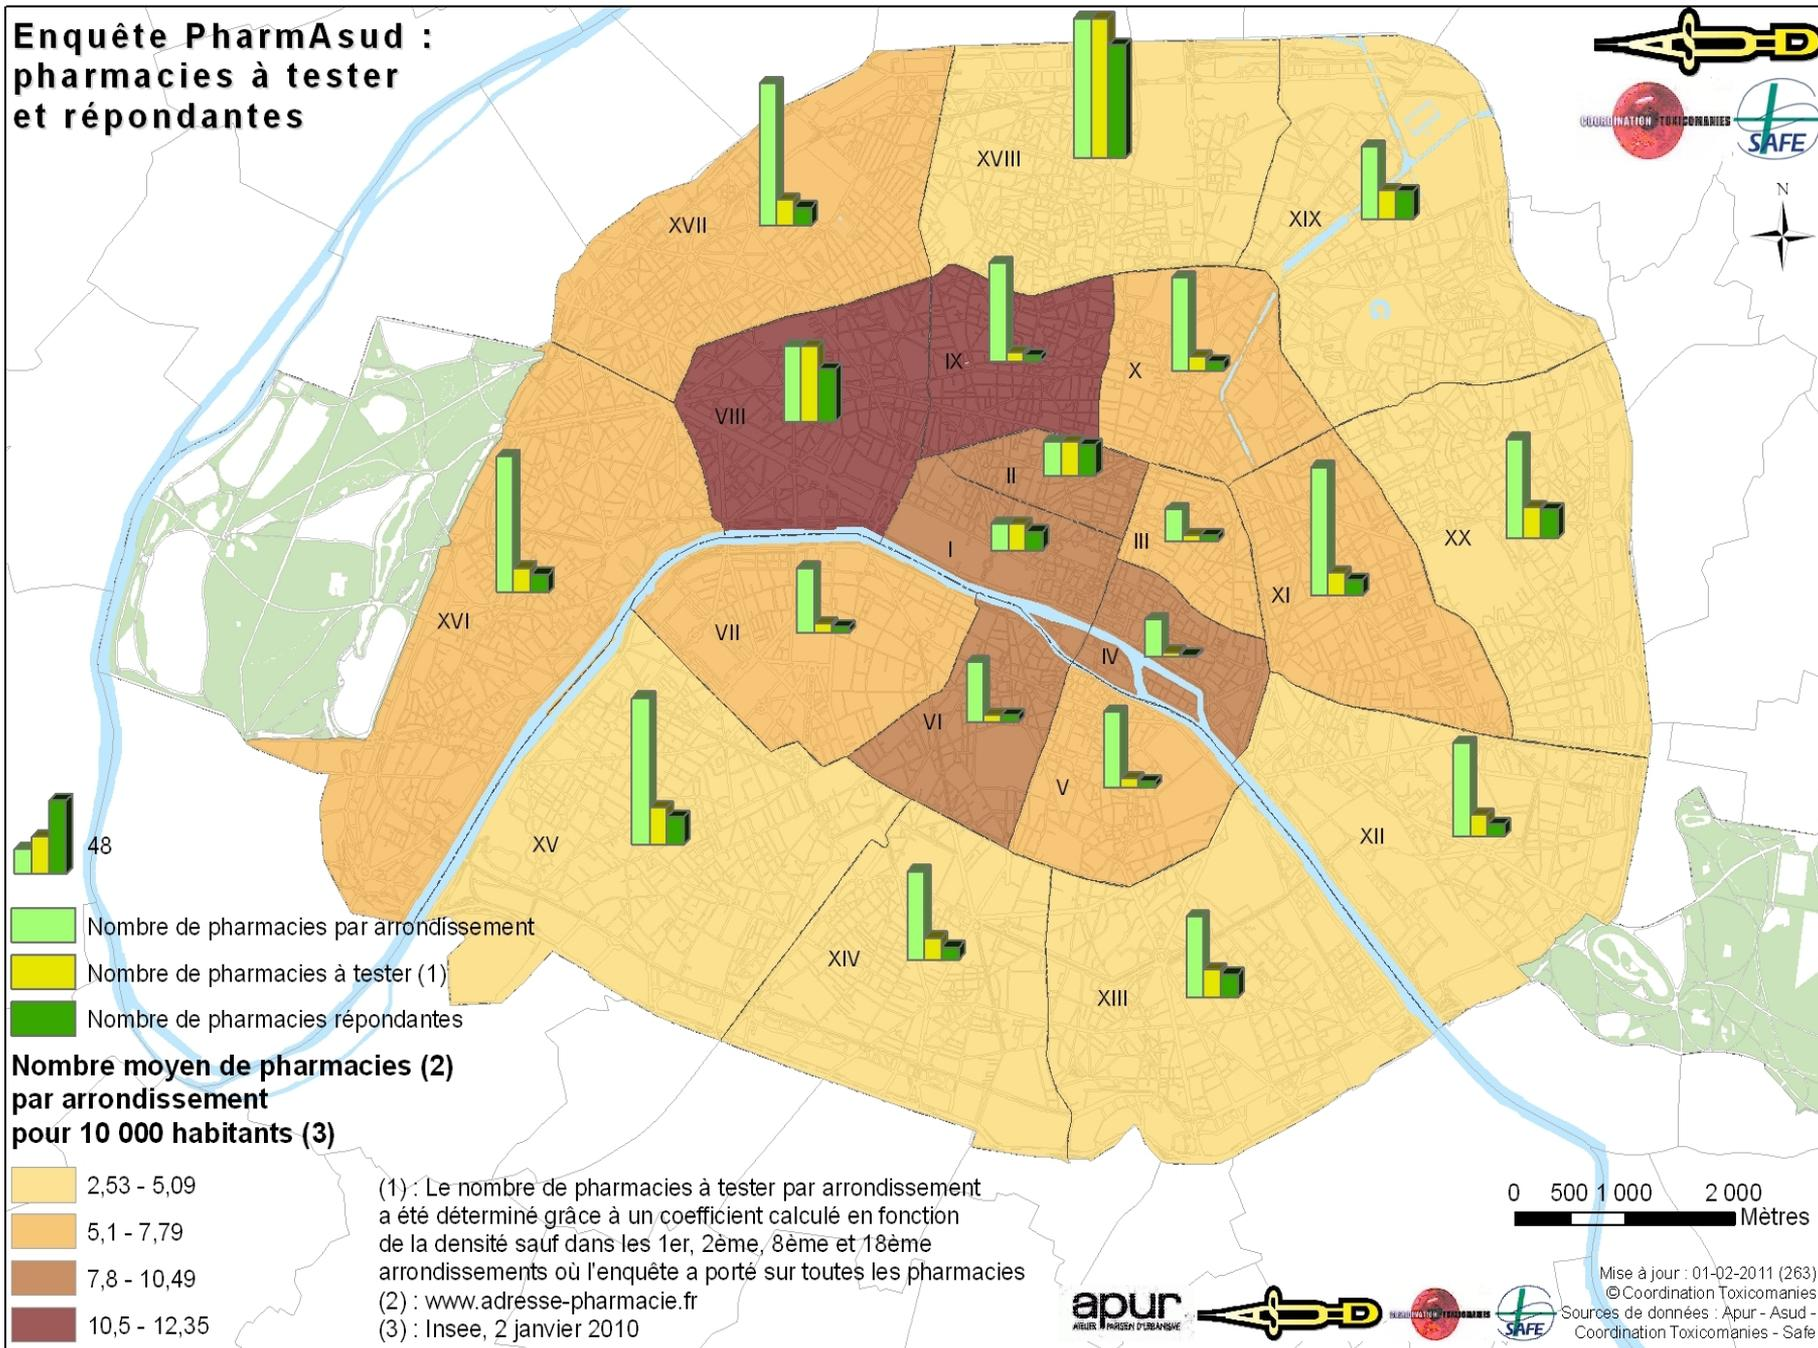 Enquête PharmAsud :
pharmacies à tester
et répondantes
COORDINATION TOXICOMANIES
SAFE
N
XVII
XVIII
XIX
VIII
IX
X
II
I
III
XI
XX
XVI
VII
IV
VI
V
XV
XIV
XIII
XII
48
Nombre de pharmacies par arrondissement
Nombre de pharmacies à tester (1)
Nombre de pharmacies répondantes
Nombre moyen de pharmacies (2)
par arrondissement
pour 10 000 habitants (3)
2,53 - 5,09
5,1 - 7,79
7,8 - 10,49
10,5 - 12,35
(1) : Le nombre de pharmacies à tester par arrondissement
a été déterminé grâce à un coefficient calculé en fonction
de la densité sauf dans les 1er, 2ème, 8ème et 18ème
arrondissements où l'enquête a porté sur toutes les pharmacies
(2) : www.adresse-pharmacie.fr
(3) : Insee, 2 janvier 2010
0 500 1 000 2 000
Mètres
apur
ATELIER PARISIEN D'URBANISME
SAFE
Mise à jour : 01-02-2011 (263)
©Coordination Toxicomanies
Sources de données : Apur - Asud -
Coordination Toxicomanies - Safe